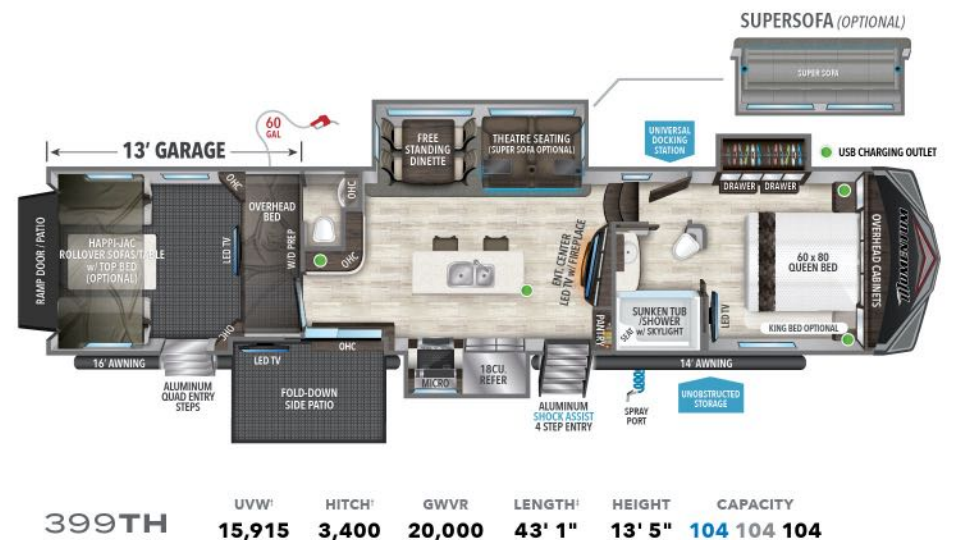 SUPERSOFA (OPTIONAL)
SUPER SOFA
60
GAL
13' GARAGE
FREE
STANDING
DINETTE
THEATRE SEATING
(SUPER SOFA OPTIONAL)
UNIVERSAL
DOCKING
STATION
USB CHARGING OUTLET
DRAWER
DRAWER
OHC
OVERHEAD
BED
OHC
RAMP DOOR / PATIO
HAPPI-JAC
ROLLOVER SOFAS/TABLE
w/ TOP BED
(OPTIONAL)
LED TV
W/D PREP
OHC
ENT. CENTER
LED TV w/ FIREPLACE
60 x 80
QUEEN BED
OVERHEAD CABINETS
MOMENTUM
OHC
PANTRY
SEAT
SUNKEN TUB
/SHOWER
w/ SKYLIGHT
LED TV
KING BED OPTIONAL
16' AWNING
LED TV
OHC
MICRO
18CU.
REFER
14' AWNING
ALUMINUM
QUAD ENTRY
STEPS
FOLD-DOWN
SIDE PATIO
ALUMINUM
SHOCK ASSIST
4 STEP ENTRY
SPRAY
PORT
UNOBSTRUCTED
STORAGE
399TH
UVW† HITCH† GWVR LENGTH‡ HEIGHT CAPACITY
15,915 3,400 20,000 43' 1" 13' 5" 104 104 104